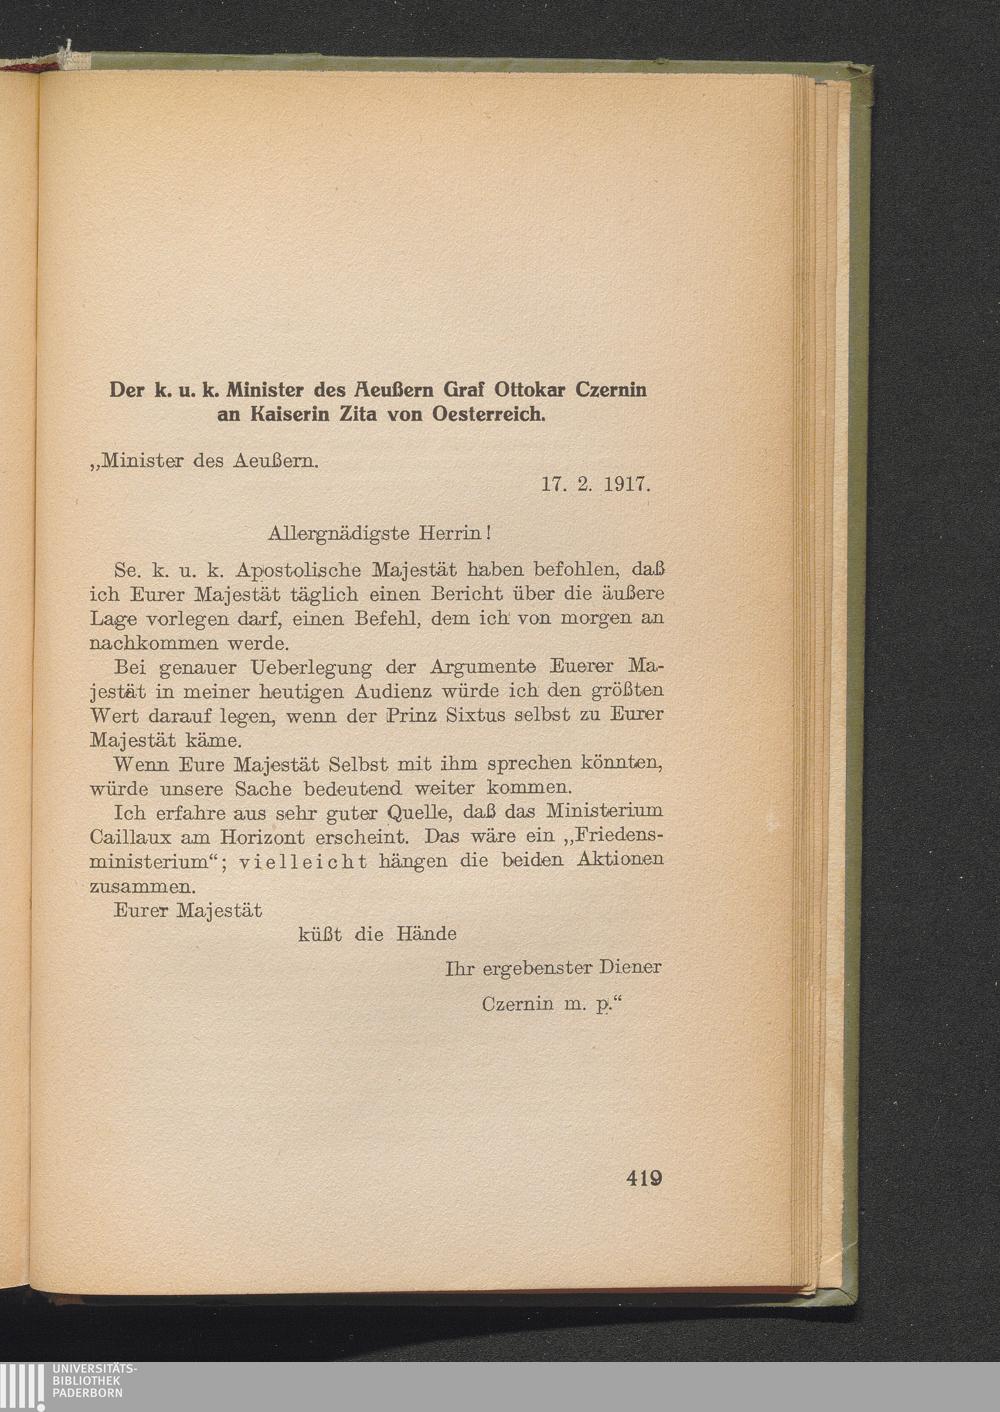 Der k. u. k. Minister des Aeußern Graf Ottokar Czernin
an Kaiserin Zita von Oesterreich.
„Minister des Aeußern.
17. 2. 1917.
Allergnädigste Herrin!
Se. k. u. k. Apostolische Majestät haben befohlen, daß
ich Eurer Majestät täglich einen Bericht über die äußere
Lage vorlegen darf, einen Befehl, dem ich von morgen an
nachkommen werde.
Bei genauer Ueberlegung der Argumente Euerer Ma-
jestät in meiner heutigen Audienz würde ich den größten
Wert darauf legen, wenn der Prinz Sixtus selbst zu Eurer
Majestät käme.
Wenn Eure Majestät Selbst mit ihm sprechen könnten,
würde unsere Sache bedeutend weiter kommen.
Ich erfahre aus sehr guter Quelle, daß das Ministerium
Caillaux am Horizont erscheint. Das wäre ein „Friedens-
ministerium“; vielleicht hängen die beiden Aktionen
zusammen.
Eurer Majestät
küßt die Hände
Ihr ergebenster Diener
Czernin m. p.“
419
UNIVERSITÄTS-
BIBLIOTHEK
PADERBORN